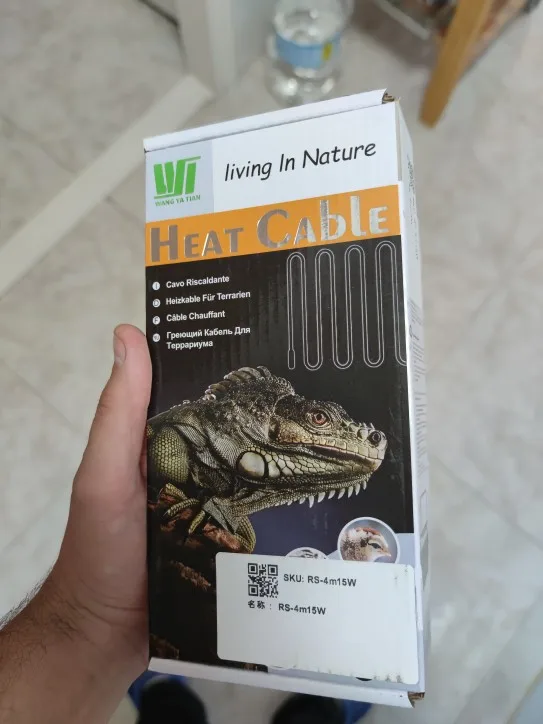 WANG YA TIAN
living In Nature
HEAT CAbLE
I Cavo Riscaldante
D Heizkable Für Terrarien
F Câble Chauffant
Греющий Кабель Для
Террариума
SKU: RS-4m15W
名称： RS-4m15W